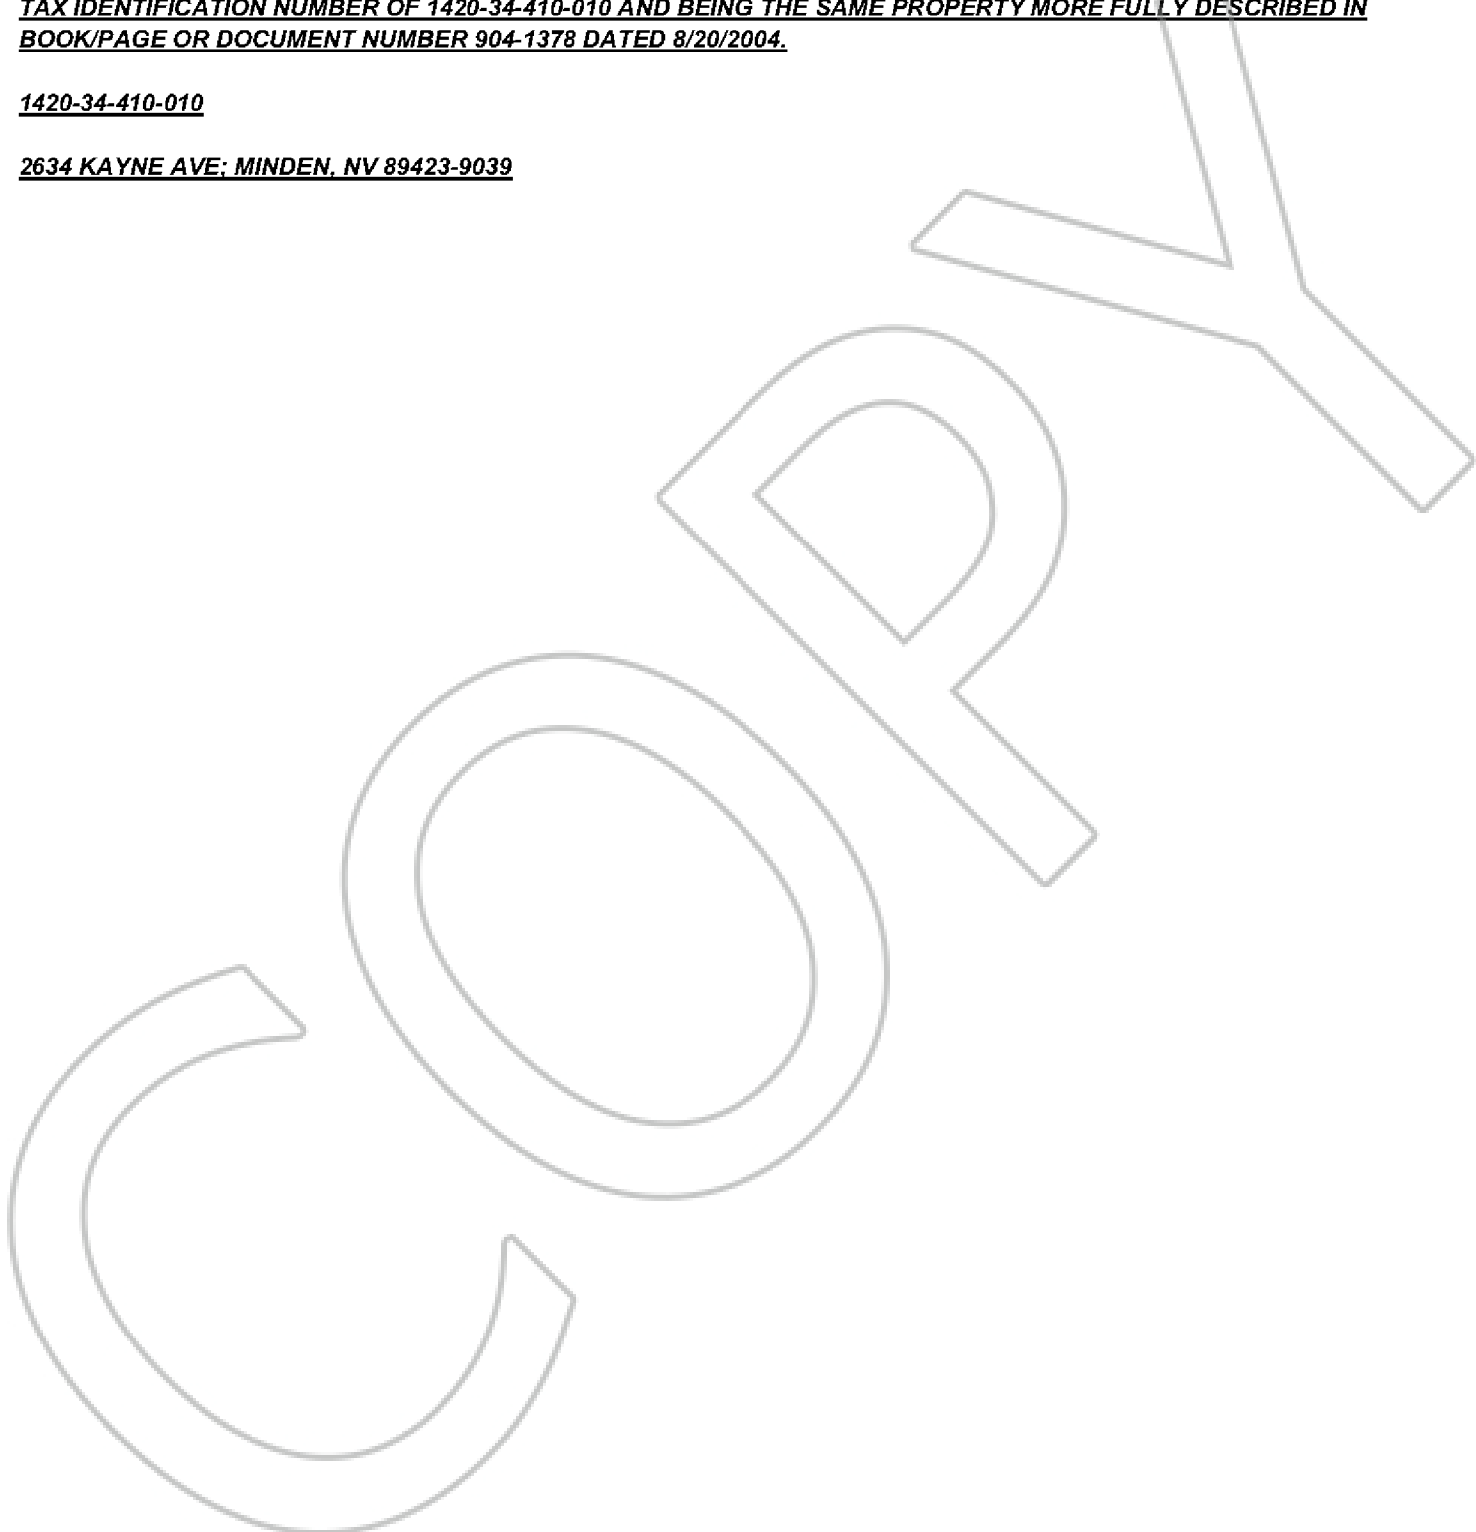 TAX IDENTIFICATION NUMBER OF 1420-34-410-010 AND BEING THE SAME PROPERTY MORE FULLY DESCRIBED IN
BOOK/PAGE OR DOCUMENT NUMBER 904-1378 DATED 8/20/2004.
1420-34-410-010
2634 KAYNE AVE; MINDEN, NV 89423-9039
COPY